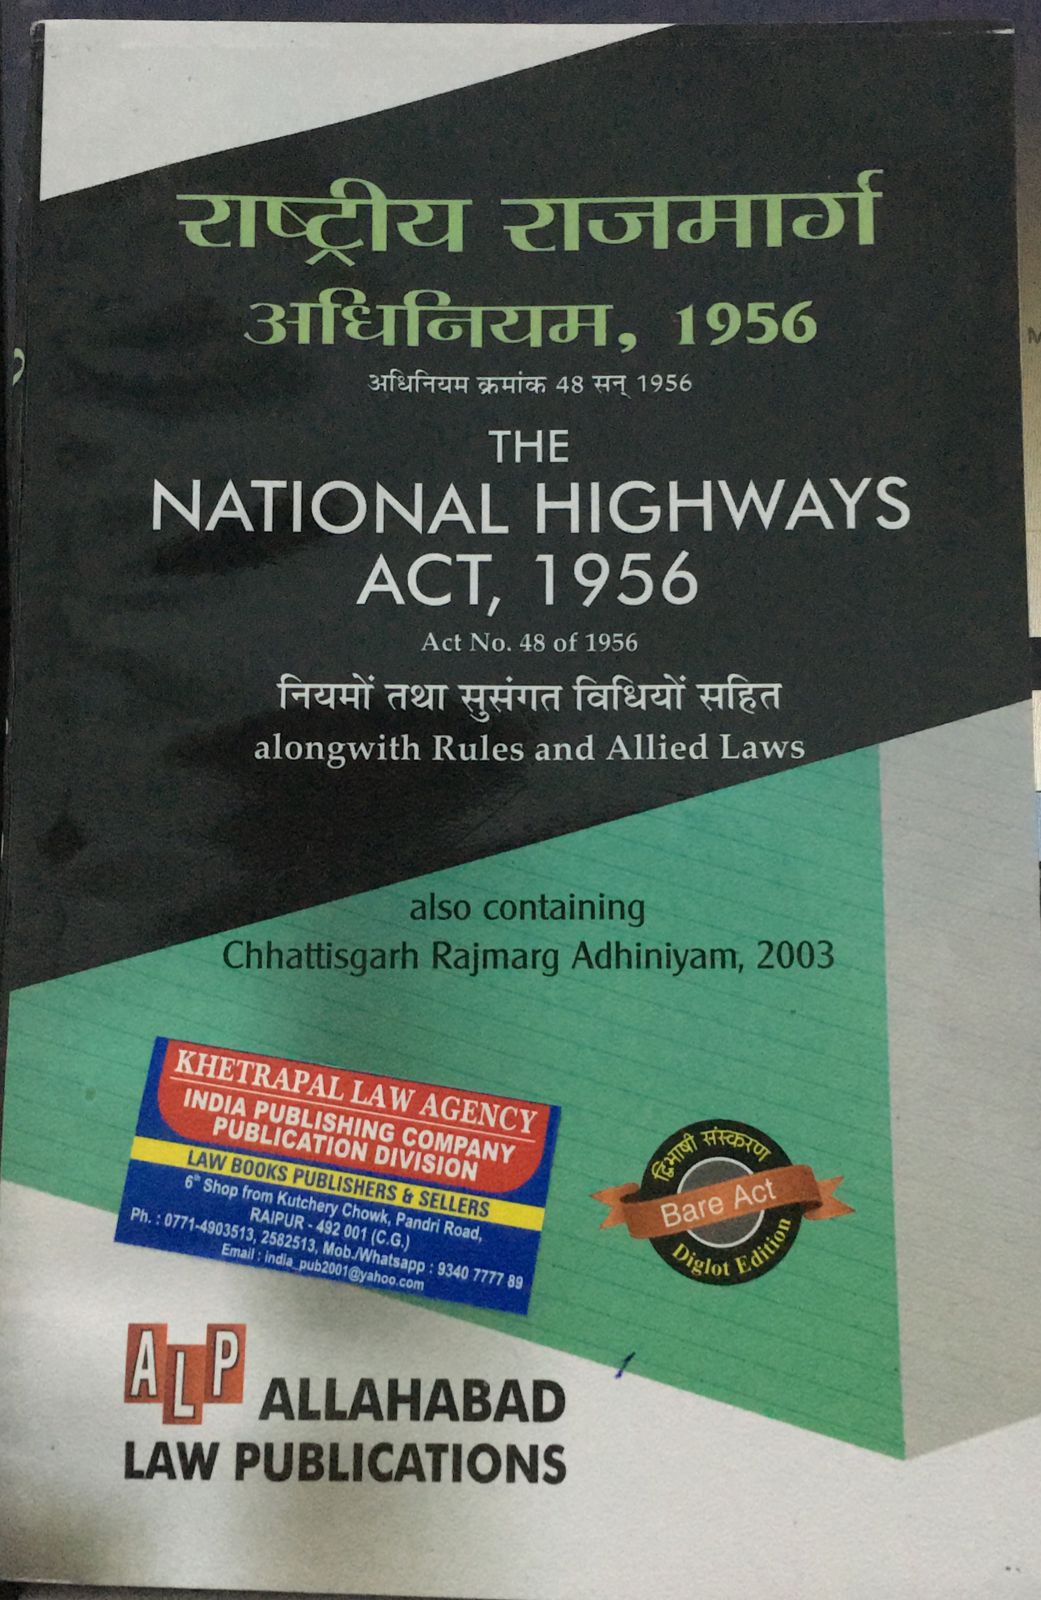 राष्ट्रीय राजमार्ग
अधिनियम, 1956
अधिनियम क्रमांक 48 सन् 1956
THE
NATIONAL HIGHWAYS
ACT, 1956
Act No. 48 of 1956
नियमों तथा सुसंगत विधियों सहित
alongwith Rules and Allied Laws
also containing
Chhattisgarh Rajmarg Adhiniyam, 2003
KHETRAPAL LAW AGENCY
INDIA PUBLISHING COMPANY
PUBLICATION DIVISION
LAW BOOKS PUBLISHERS & SELLERS
6th Shop from Kutchery Chowk, Pandri Road,
RAIPUR - 492 001 (C.G.)
Ph. : 0771-4903513, 2582513, Mob./Whatsapp : 9340 7777 89
Email : india_pub2001@yahoo.com
द्विभाषी संस्करण
Bare Act
Diglot Edition
ALP ALLAHABAD
LAW PUBLICATIONS